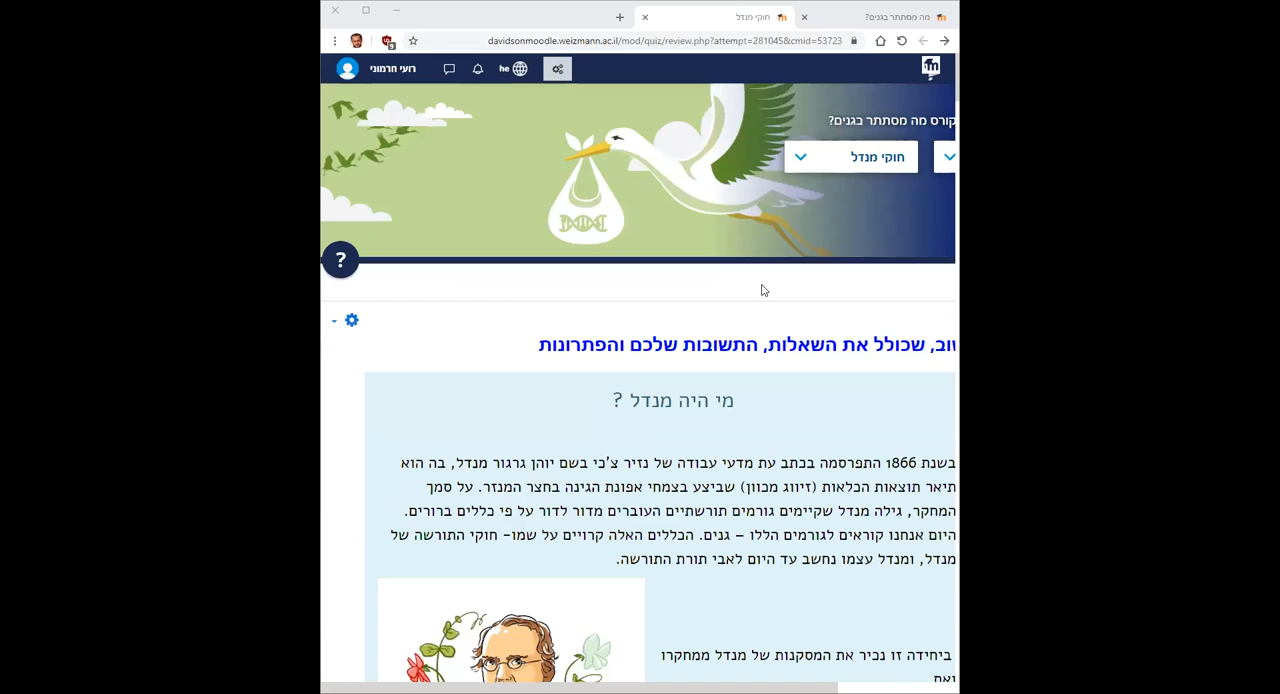 מה מסתתר בגנים?
חוקי מנדל
davidsonmoodle.weizmann.ac.il/mod/quiz/review.php?attempt=281045&cmid=53723
he
רועי חרמוני
קורס מה מסתתר בגנים?
חוקי מנדל
?
שכולל את השאלות, התשובות שלכם והפתרונות
מי היה מנדל ?
בשנת 1866 התפרסמה בכתב עת מדעי עבודה של נזיר צ'כי בשם יוהן גרגור מנדל, בה הוא
תיאר תוצאות הכלאות (זיווג מכוון) שביצע בצמחי אפונת הגינה בחצר המנזר. על סמך
המחקר, גילה מנדל שקיימים גורמים תורשתיים העוברים מדור לדור על פי כללים ברורים.
היום אנחנו קוראים לגורמים הללו – גנים. הכללים האלה קרויים על שמו- חוקי התורשה של
מנדל, ומנדל עצמו נחשב עד היום לאבי תורת התורשה.
ביחידה זו נכיר את המסקנות של מנדל ממחקרו